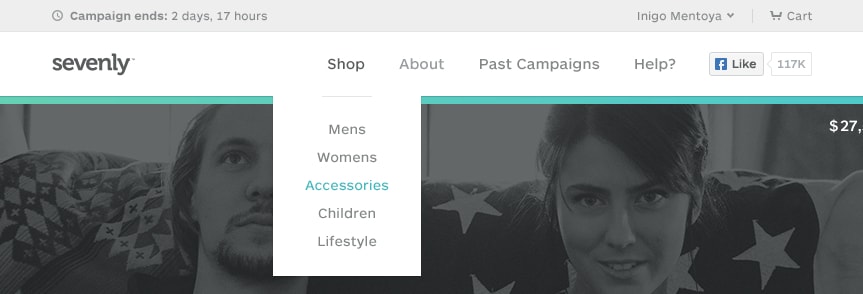 Campaign ends: 2 days, 17 hours
Inigo Mentoya
Cart
sevenly™
Shop
About
Past Campaigns
Help?
Like
117K
$27,
Mens
Womens
Accessories
Children
Lifestyle